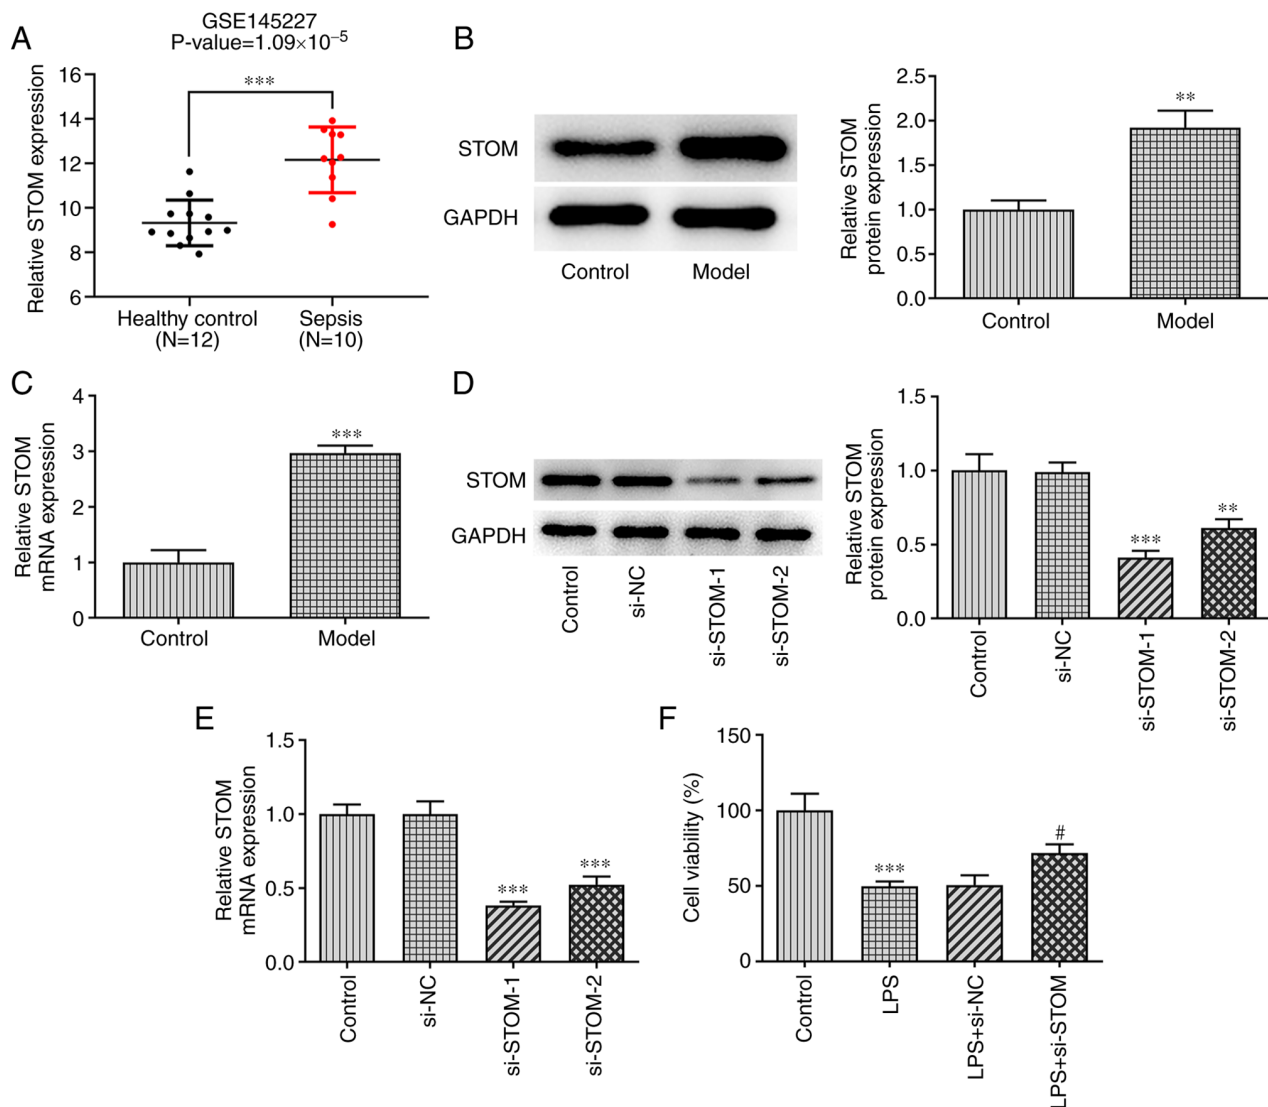 A
GSE145227
P-value=1.09×10⁻⁵
***
Relative STOM expression
16
14
12
10
8
6
Healthy control
(N=12)
Sepsis
(N=10)
B
STOM
GAPDH
Control
Model
Relative STOM
protein expression
2.5
2.0
1.5
1.0
0.5
0.0
**
Control
Model
C
Relative STOM
mRNA expression
4
3
2
1
0
***
Control
Model
D
STOM
GAPDH
Control
si-NC
si-STOM-1
si-STOM-2
Relative STOM
protein expression
1.5
1.0
0.5
0.0
***
**
Control
si-NC
si-STOM-1
si-STOM-2
E
Relative STOM
mRNA expression
1.5
1.0
0.5
0.0
***
***
Control
si-NC
si-STOM-1
si-STOM-2
F
Cell viability (%)
150
100
50
0
***
#
Control
LPS
LPS+si-NC
LPS+si-STOM